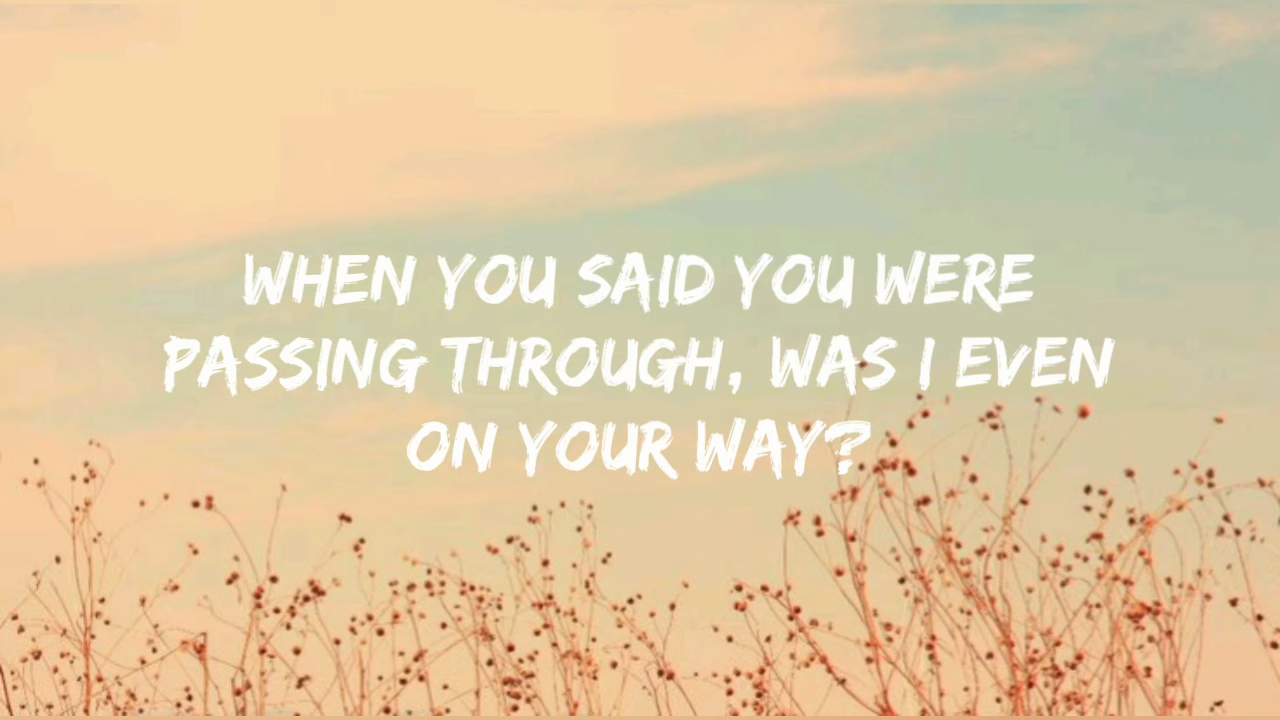 WHEN YOU SAID YOU WERE
PASSING THROUGH, WAS I EVEN
ON YOUR WAY?